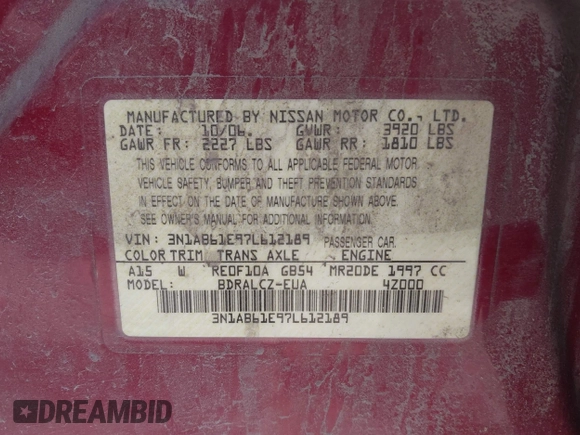 MANUFACTURED BY NISSAN MOTOR CO., LTD.
DATE: 10/06. GVWR: 3920 LBS
GAWR FR: 2227 LBS GAWR RR: 1810 LBS
THIS VEHICLE CONFORMS TO ALL APPLICABLE FEDERAL MOTOR
VEHICLE SAFETY, BUMPER AND THEFT PREVENTION STANDARDS
IN EFFECT ON THE DATE OF MANUFACTURE SHOWN ABOVE.
SEE OWNER'S MANUAL FOR ADDITIONAL INFORMATION.
VIN: 3N1AB61E97L612189 PASSENGER CAR
COLOR TRIM TRANS AXLE ENGINE
A15 W RE0F10A GB54 MR20DE 1997 CC
MODEL: BDRALCZ-EUA 4Z000
3N1AB61E97L612189
DREAMBID